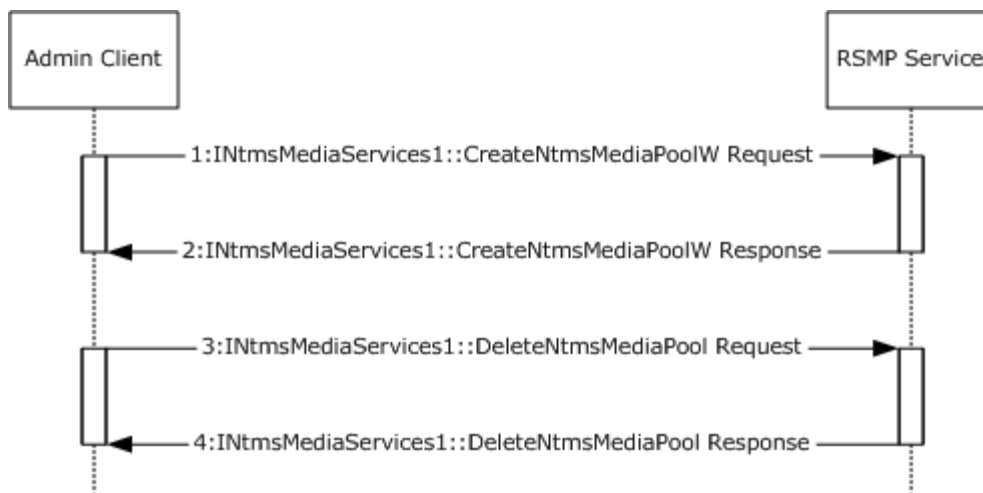 Admin Client
RSMP Service
1:INtmsMediaServices1::CreateNtmsMediaPoolW Request
2:INtmsMediaServices1::CreateNtmsMediaPoolW Response
3:INtmsMediaServices1::DeleteNtmsMediaPool Request
4:INtmsMediaServices1::DeleteNtmsMediaPool Response